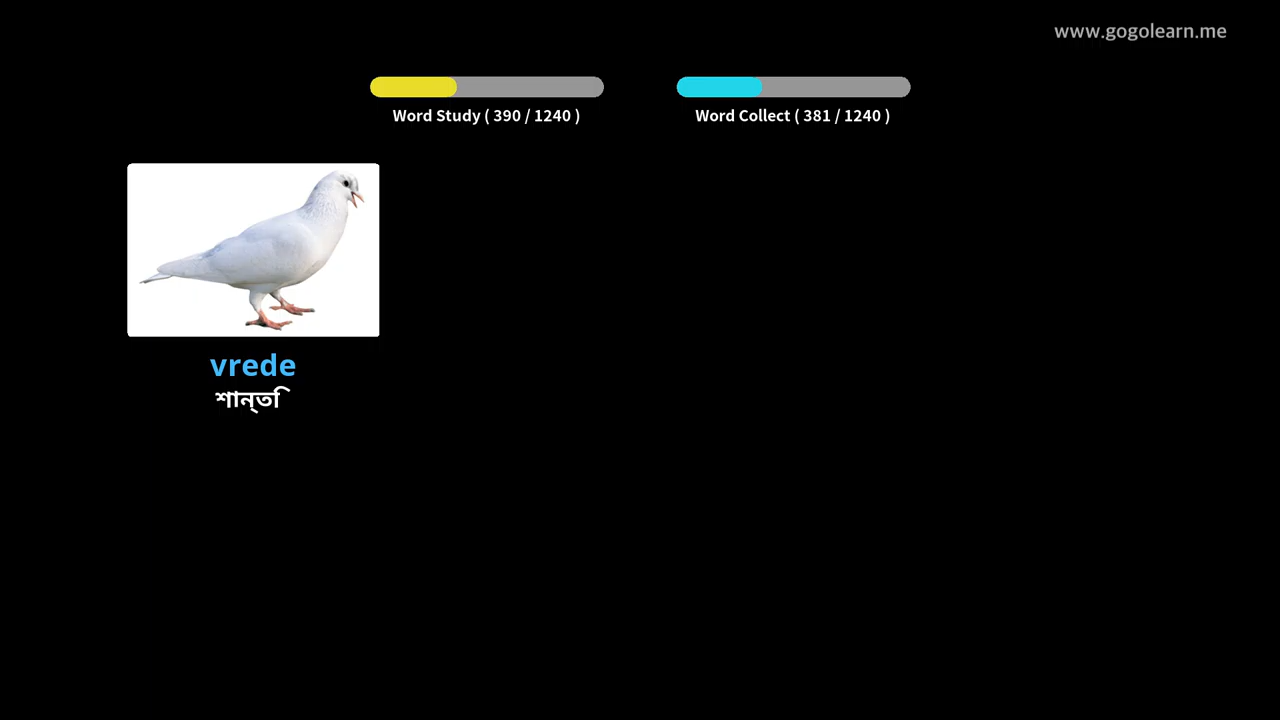 www.gogolearn.me
Word Study ( 390 / 1240 )
Word Collect ( 381 / 1240 )
vrede
শান্তি